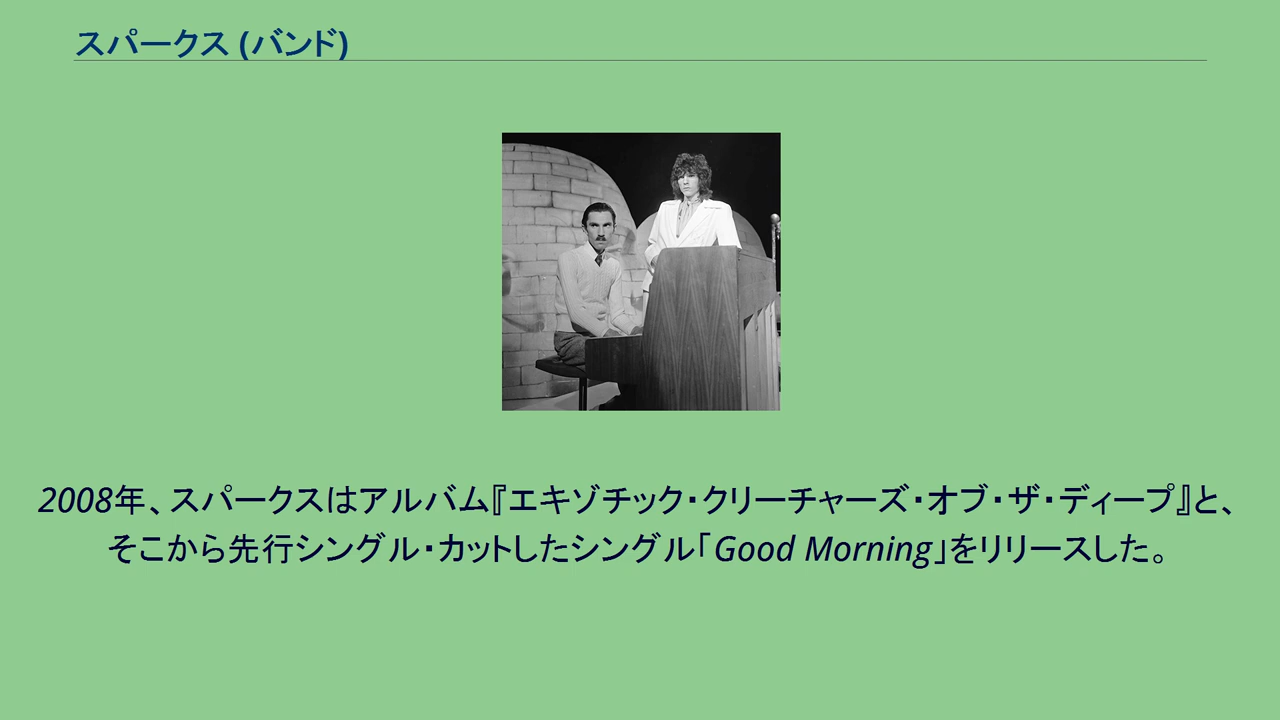 スパークス (バンド)
2008年、スパークスはアルバム『エキゾチック・クリーチャーズ・オブ・ザ・ディープ』と、
そこから先行シングル・カットしたシングル「Good Morning」をリリースした。